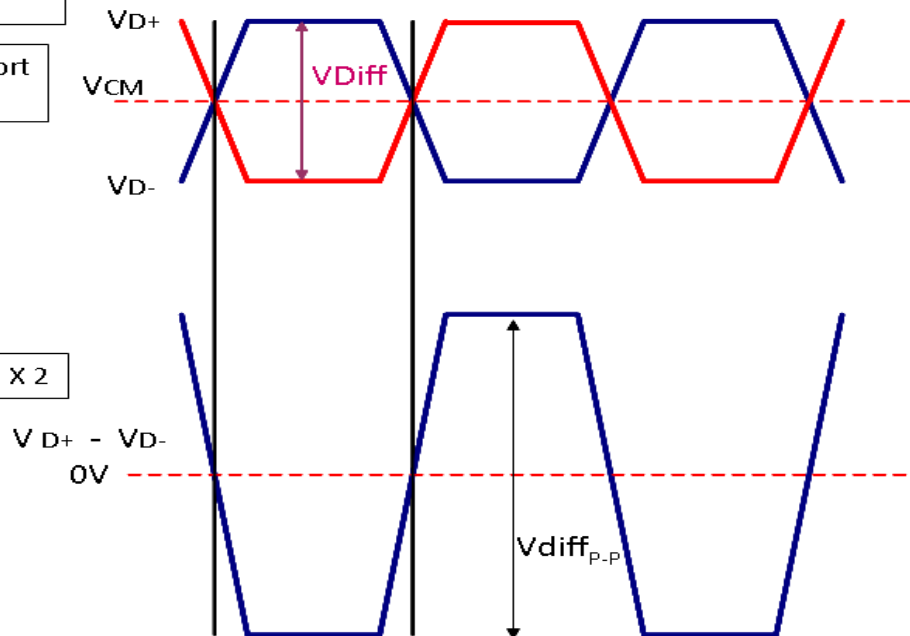 VD+
ort
VCM
VDiff
VD-
X 2
V D+ - VD-
0V
VdiffP-P